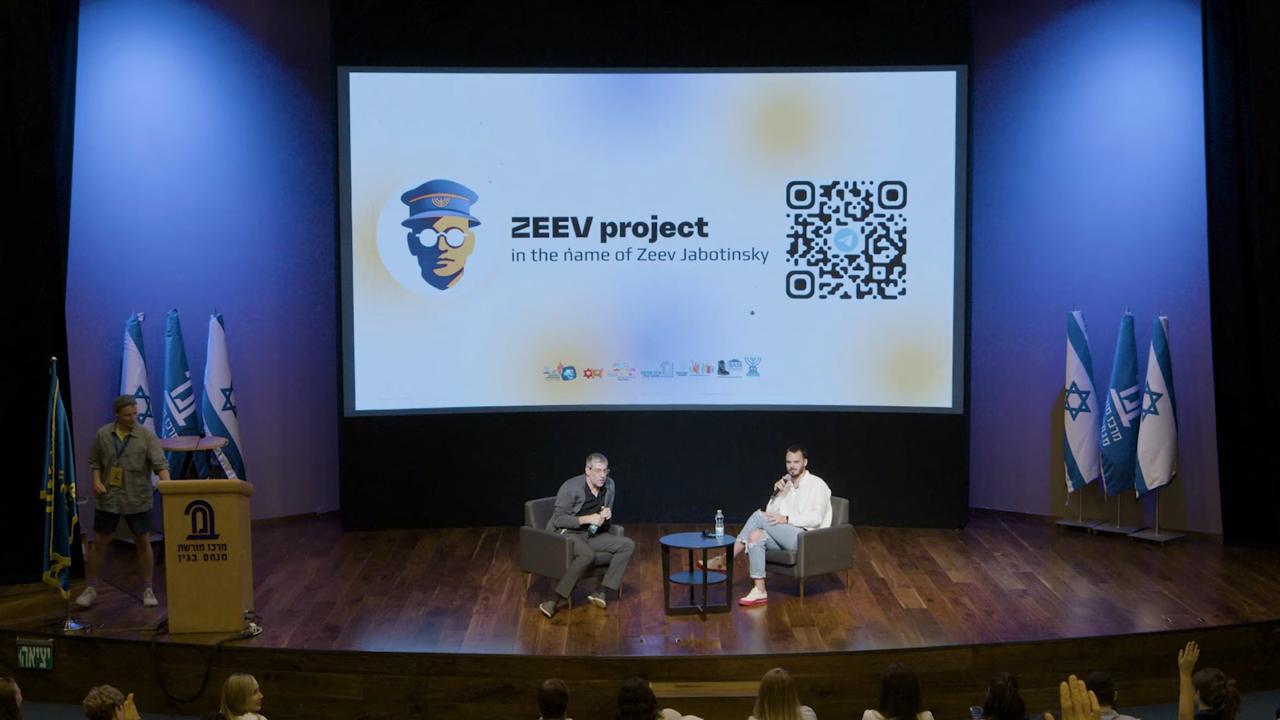 ZEEV project
in the name of Zeev Jabotinsky
מרכז מורשת
מנחם בגין
יציאה